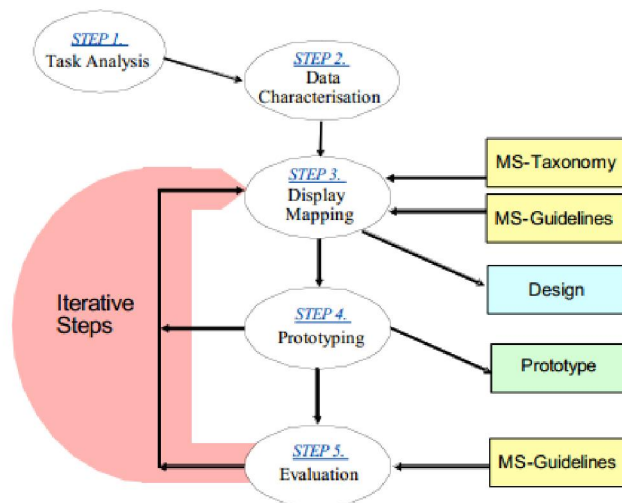 STEP 1.
Task Analysis
STEP 2.
Data
Characterisation
STEP 3.
Display
Mapping
MS-Taxonomy
MS-Guidelines
Design
Iterative
Steps
STEP 4.
Prototyping
Prototype
STEP 5.
Evaluation
MS-Guidelines